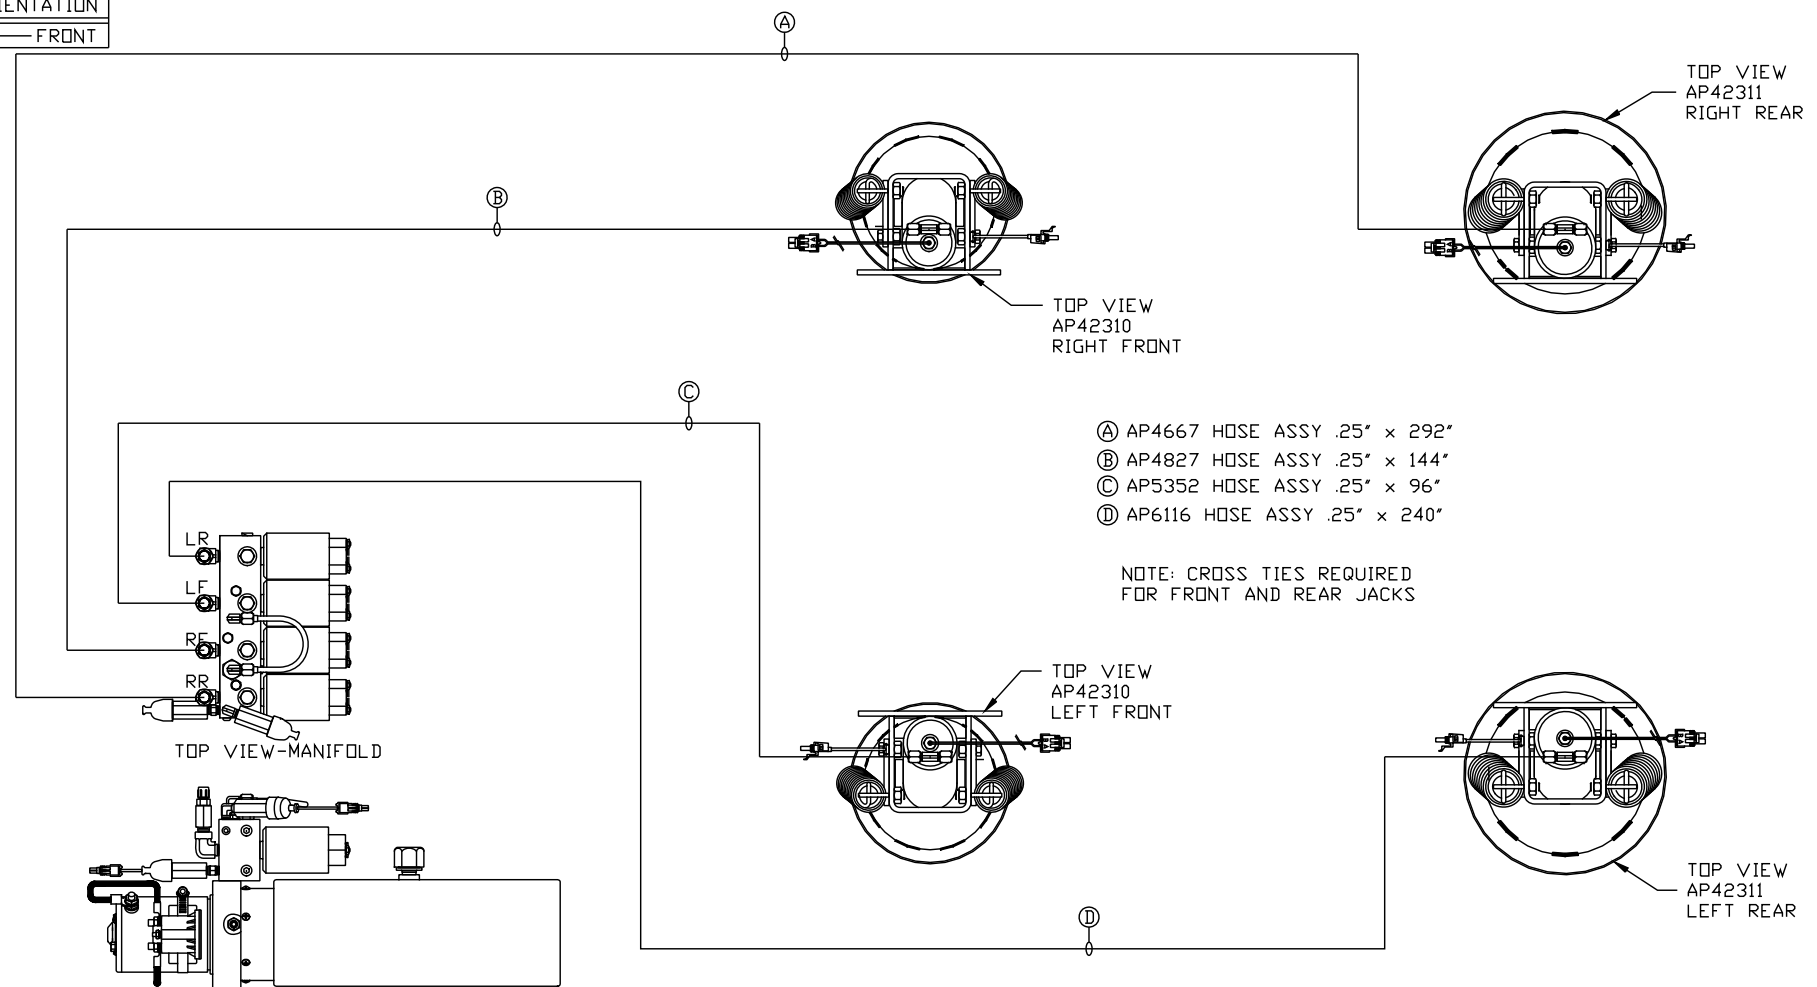 FRONT
A
TOP VIEW
AP42311
RIGHT REAR
B
TOP VIEW
AP42310
RIGHT FRONT
C
A AP4667 HOSE ASSY .25" x 292"
B AP4827 HOSE ASSY .25" x 144"
C AP5352 HOSE ASSY .25" x 96"
D AP6116 HOSE ASSY .25" x 240"
NOTE: CROSS TIES REQUIRED
FOR FRONT AND REAR JACKS
LR
LF
RF
RR
TOP VIEW-MANIFOLD
TOP VIEW
AP42310
LEFT FRONT
TOP VIEW
AP42311
LEFT REAR
D